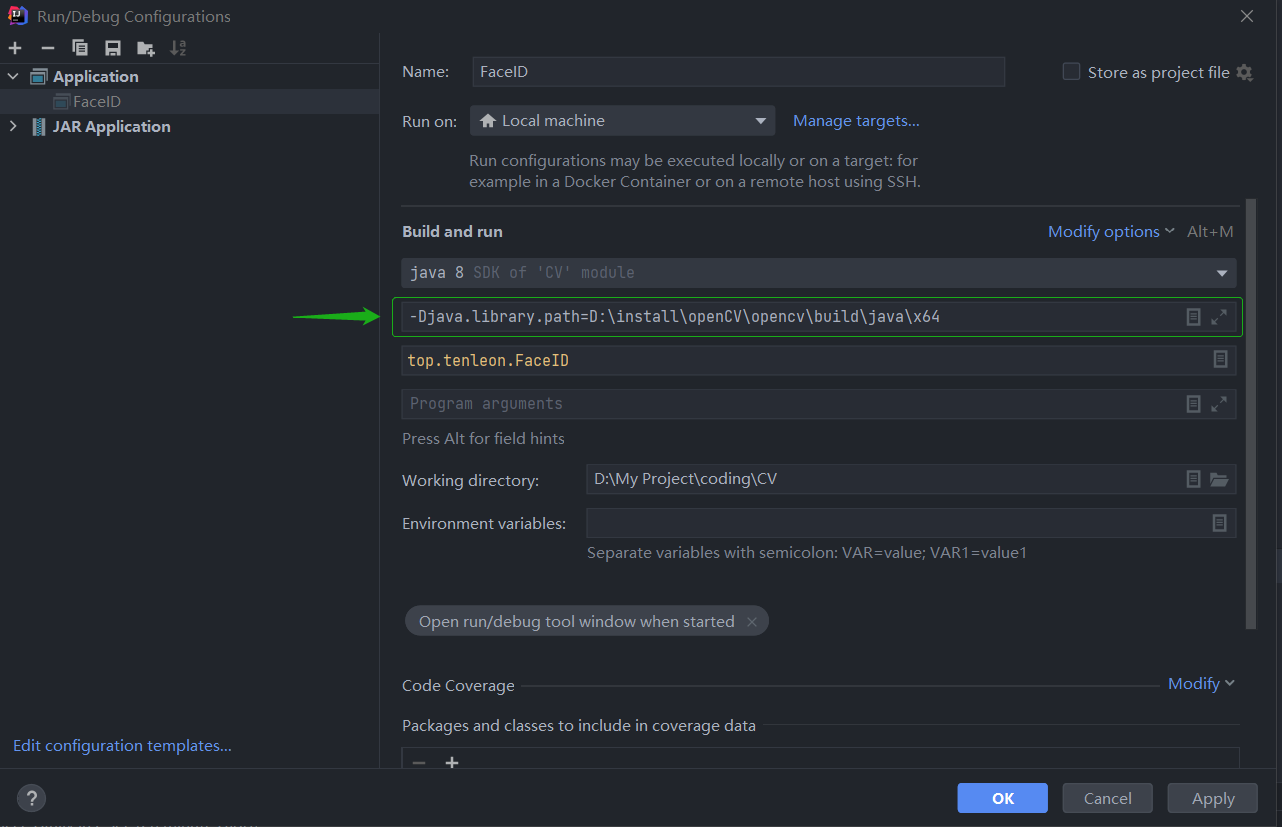 Run/Debug Configurations
Application
FaceID
JAR Application
Edit configuration templates...
Name: FaceID
Store as project file
Run on: Local machine
Manage targets...
Run configurations may be executed locally or on a target: for
example in a Docker Container or on a remote host using SSH.
Build and run
Modify options Alt+M
java 8 SDK of 'CV' module
-Djava.library.path=D:\install\openCV\opencv\build\java\x64
top.tenleon.FaceID
Program arguments
Press Alt for field hints
Working directory: D:\My Project\coding\CV
Environment variables:
Separate variables with semicolon: VAR=value; VAR1=value1
Open run/debug tool window when started
Code Coverage
Modify
Packages and classes to include in coverage data
?
OK
Cancel
Apply